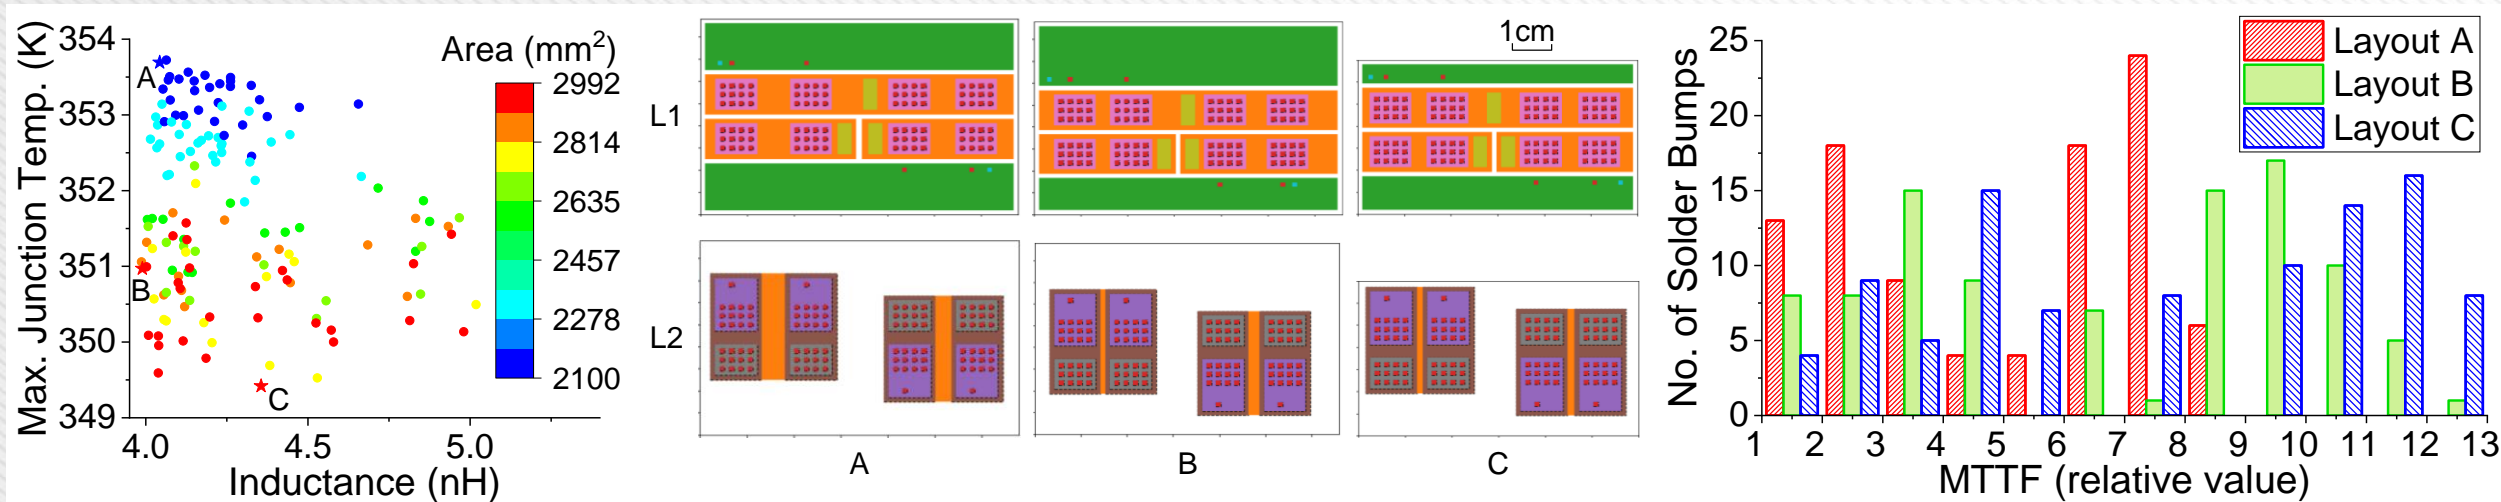 Max. Junction Temp. (K)
354
353
352
351
350
349
4.0
4.5
5.0
Inductance (nH)
A
B
C
Area (mm²)
2992
2814
2635
2457
2278
2100
L1
L2
1cm
A
B
C
No. of Solder Bumps
25
20
15
10
5
0
1 2 3 4 5 6 7 8 9 10 11 12 13
MTTF (relative value)
Layout A
Layout B
Layout C